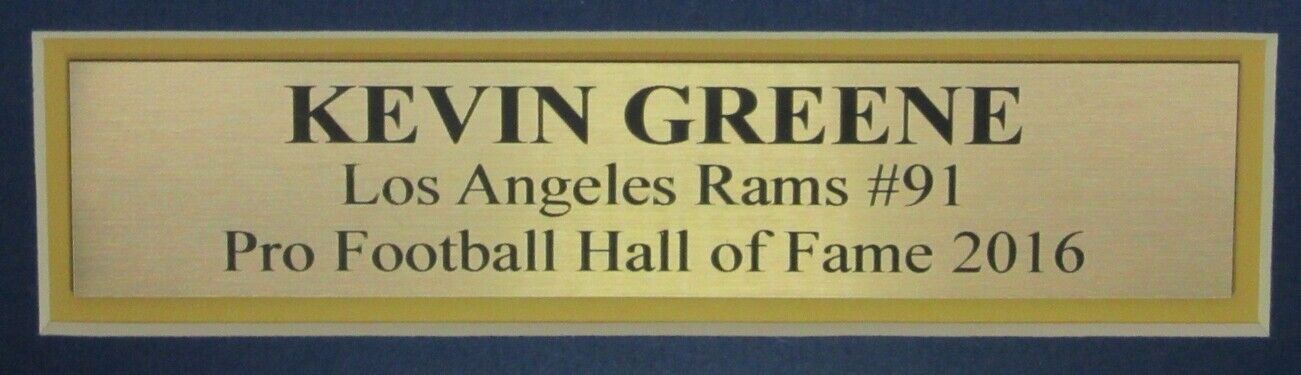 KEVIN GREENE
Los Angeles Rams #91
Pro Football Hall of Fame 2016